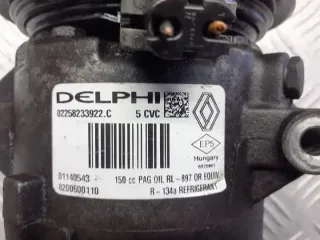 DELPHI
02258233922.C 5 CVC
EPS
Hungary
01140543 150 cc PAG OIL RL-897 OR EQUIV
8200600110 R-134a REFRIGERANT